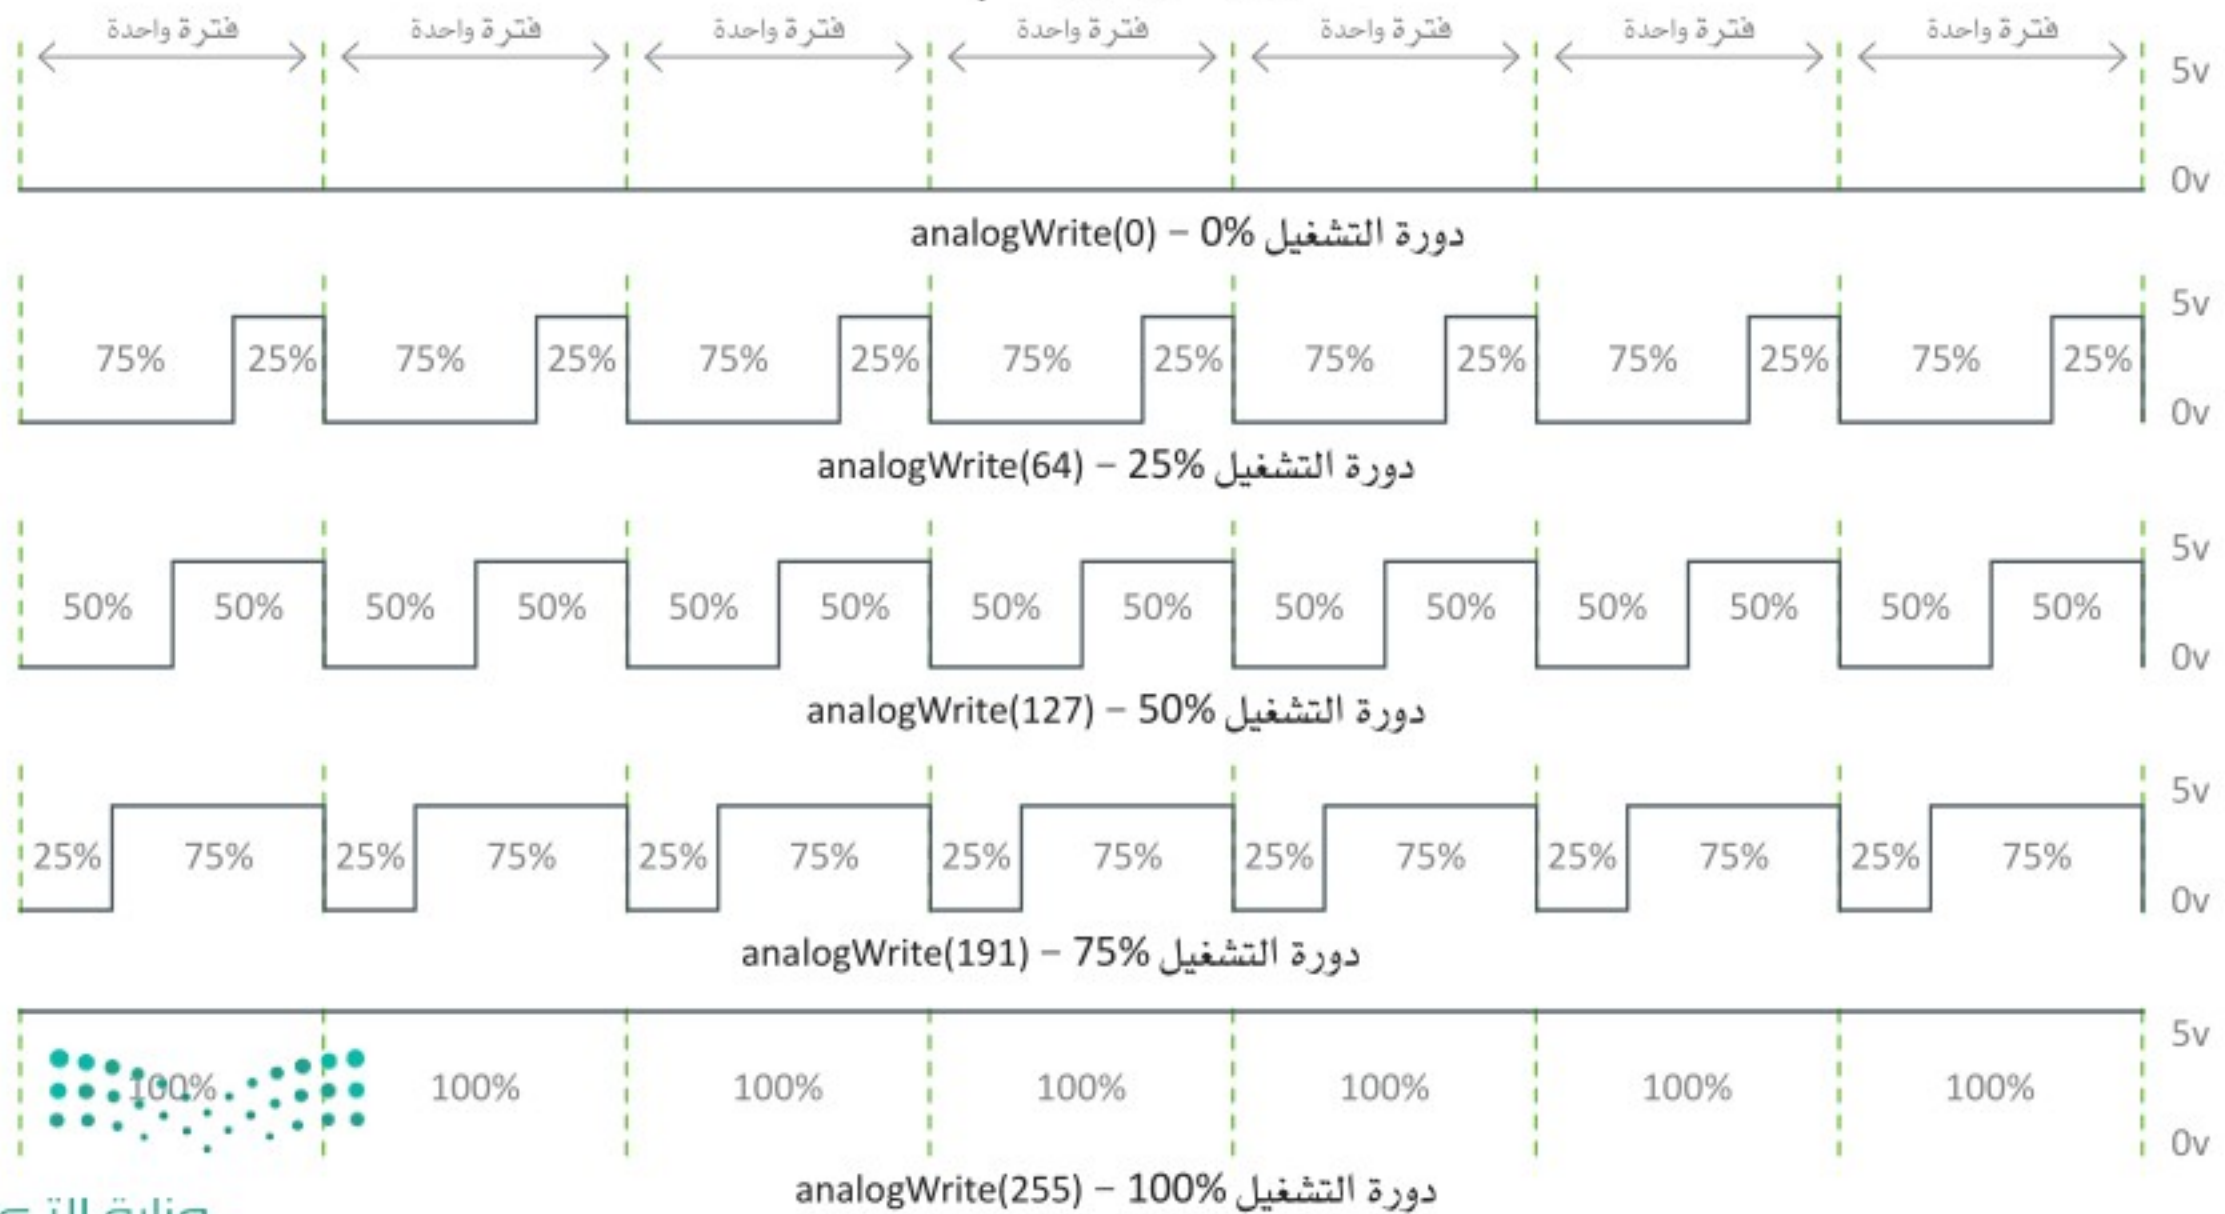 فترة واحدة فترة واحدة فترة واحدة فترة واحدة فترة واحدة فترة واحدة فترة واحدة
5v
0v
دورة التشغيل 0% – analogWrite(0)
5v
75% 25% 75% 25% 75% 25% 75% 25% 75% 25% 75% 25% 75% 25%
0v
دورة التشغيل 25% – analogWrite(64)
5v
50% 50% 50% 50% 50% 50% 50% 50% 50% 50% 50% 50% 50% 50%
0v
دورة التشغيل 50% – analogWrite(127)
5v
25% 75% 25% 75% 25% 75% 25% 75% 25% 75% 25% 75% 25% 75%
0v
دورة التشغيل 75% – analogWrite(191)
5v
100% 100% 100% 100% 100% 100% 100%
0v
دورة التشغيل 100% – analogWrite(255)